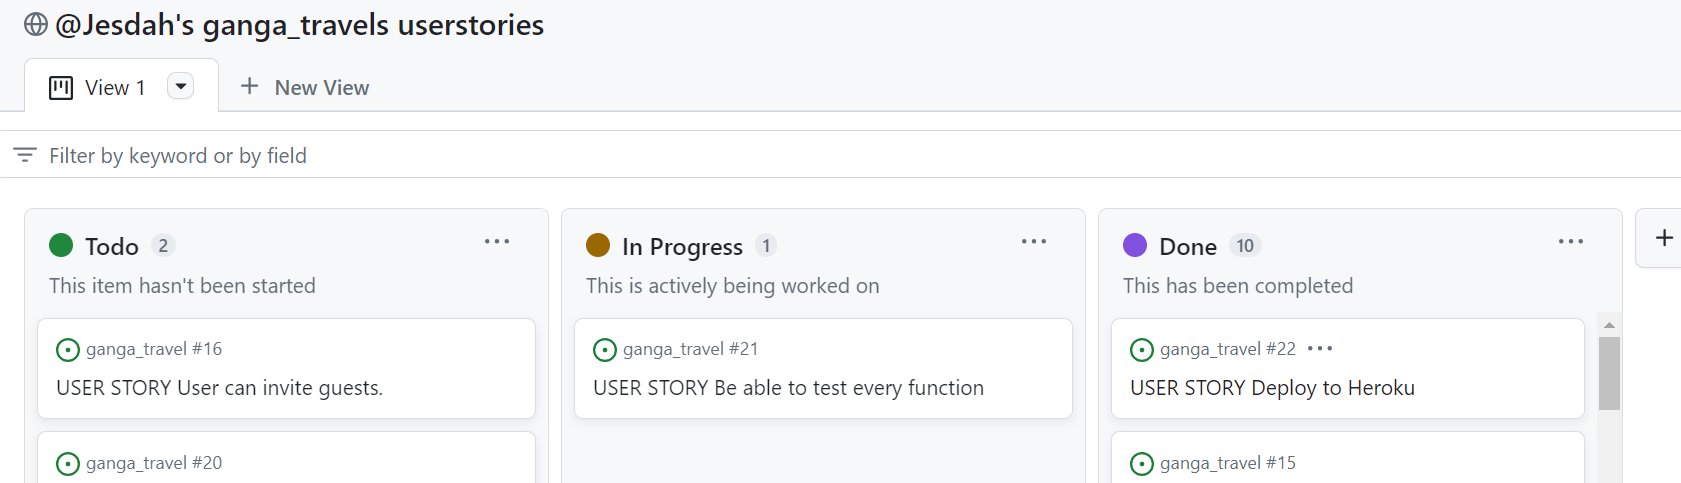 @Jesdah's ganga_travels userstories
View 1
New View
Filter by keyword or by field
Todo 2
This item hasn't been started
ganga_travel #16
USER STORY User can invite guests.
ganga_travel #20
In Progress 1
This is actively being worked on
ganga_travel #21
USER STORY Be able to test every function
Done 10
This has been completed
ganga_travel #22
USER STORY Deploy to Heroku
ganga_travel #15